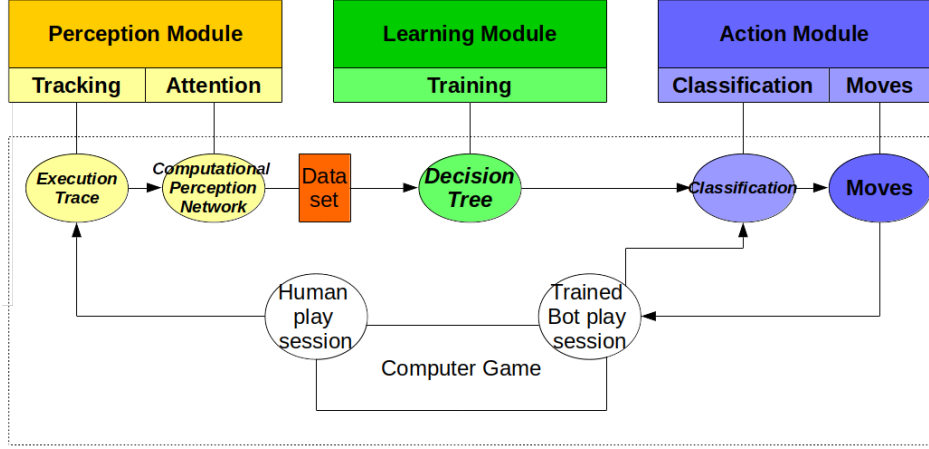 Perception Module
Learning Module
Action Module
Tracking
Attention
Training
Classification
Moves
Execution
Trace
Computational
Perception
Network
Data
set
Decision
Tree
Classification
Moves
Human
play
session
Trained
Bot play
session
Computer Game